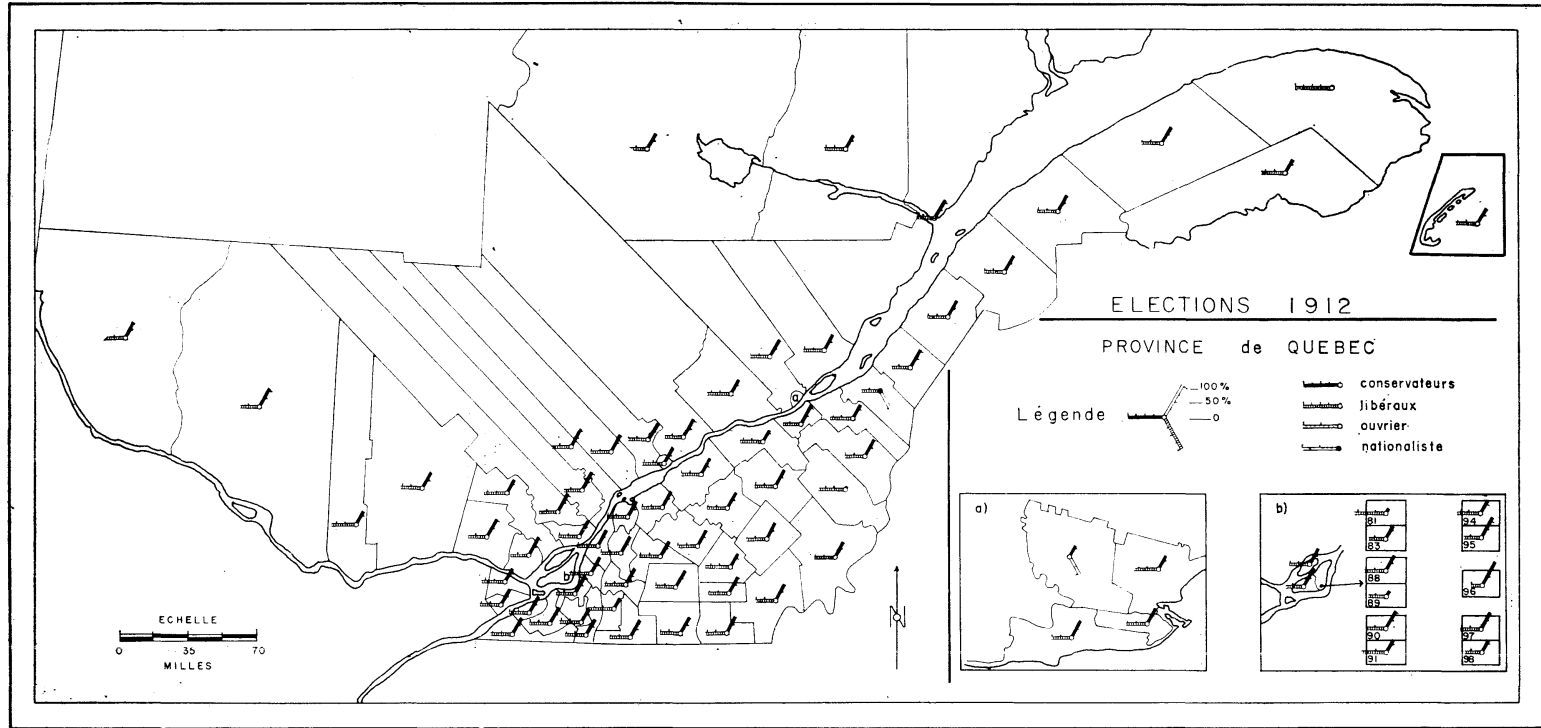 ELECTIONS 1912
PROVINCE de QUEBEC
Légende
100%
50%
0
conservateurs
libéraux
ouvrier
nationaliste
a
b
ECHELLE
0 35 70
MILLES
N
a)
b)
81
83
88
89
90
91
94
95
96
97
98